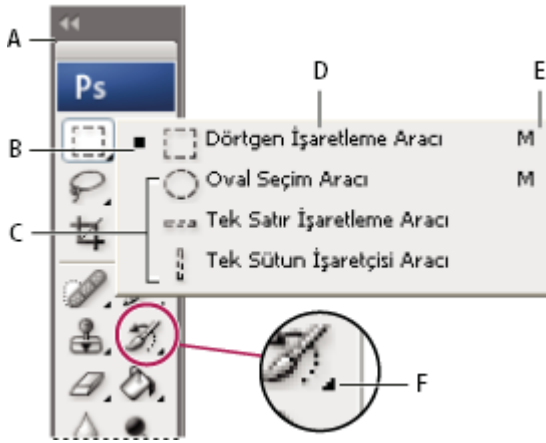 A
Ps
D
E
B
Dörtgen İşaretleme Aracı M
Oval Seçim Aracı M
C
Tek Satır İşaretleme Aracı
Tek Sütun İşaretçisi Aracı
F